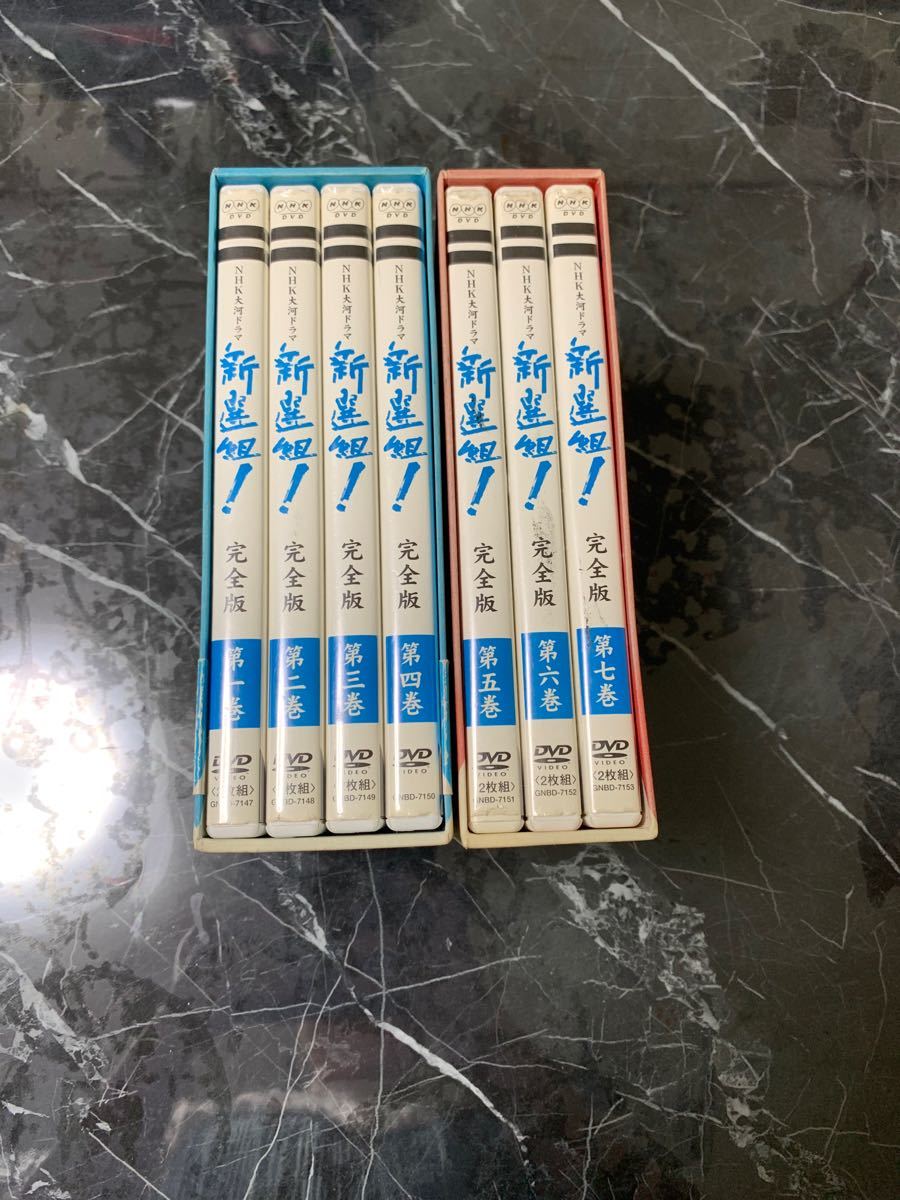 NHK
DVD
NHK大河ドラマ
新選組!
完全版
第一巻
DVD
VIDEO
〈2枚組〉
GNBD-7147
NHK
DVD
NHK大河ドラマ
新選組!
完全版
第二巻
DVD
VIDEO
〈2枚組〉
GNBD-7148
NHK
DVD
NHK大河ドラマ
新選組!
完全版
第三巻
DVD
VIDEO
〈2枚組〉
GNBD-7149
NHK
DVD
NHK大河ドラマ
新選組!
完全版
第四巻
DVD
VIDEO
〈2枚組〉
GNBD-7150
NHK
DVD
NHK大河ドラマ
新選組!
完全版
第五巻
DVD
VIDEO
〈2枚組〉
GNBD-7151
NHK
DVD
NHK大河ドラマ
新選組!
完全版
第六巻
DVD
VIDEO
〈2枚組〉
GNBD-7152
NHK
DVD
NHK大河ドラマ
新選組!
完全版
第七巻
DVD
VIDEO
〈2枚組〉
GNBD-7153